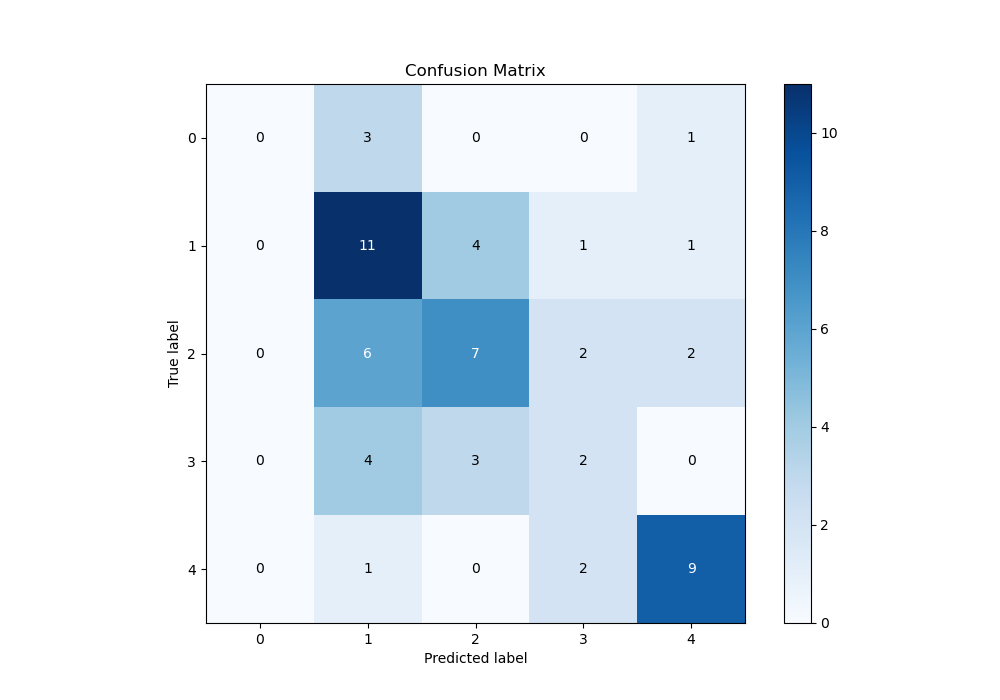 Confusion Matrix
True label
0 0 3 0 0 1
1 0 11 4 1 1
2 0 6 7 2 2
3 0 4 3 2 0
4 0 1 0 2 9
0 1 2 3 4
Predicted label
10
8
6
4
2
0